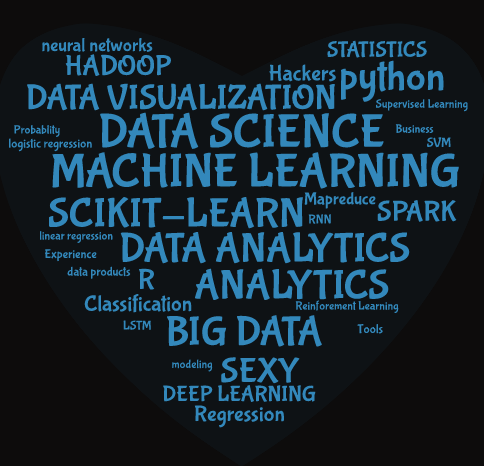 neural networks
STATISTICS
HADOOP
Hackers
python
DATA VISUALIZATION
Supervised Learning
DATA SCIENCE
Probablity
Business
logistic regression
SVM
MACHINE LEARNING
Mapreduce
SCIKIT-LEARN
RNN
SPARK
linear regression
DATA ANALYTICS
Experience
data products
R
ANALYTICS
Classification
Reinforement Learning
LSTM
BIG DATA
Tools
modeling
SEXY
DEEP LEARNING
Regression